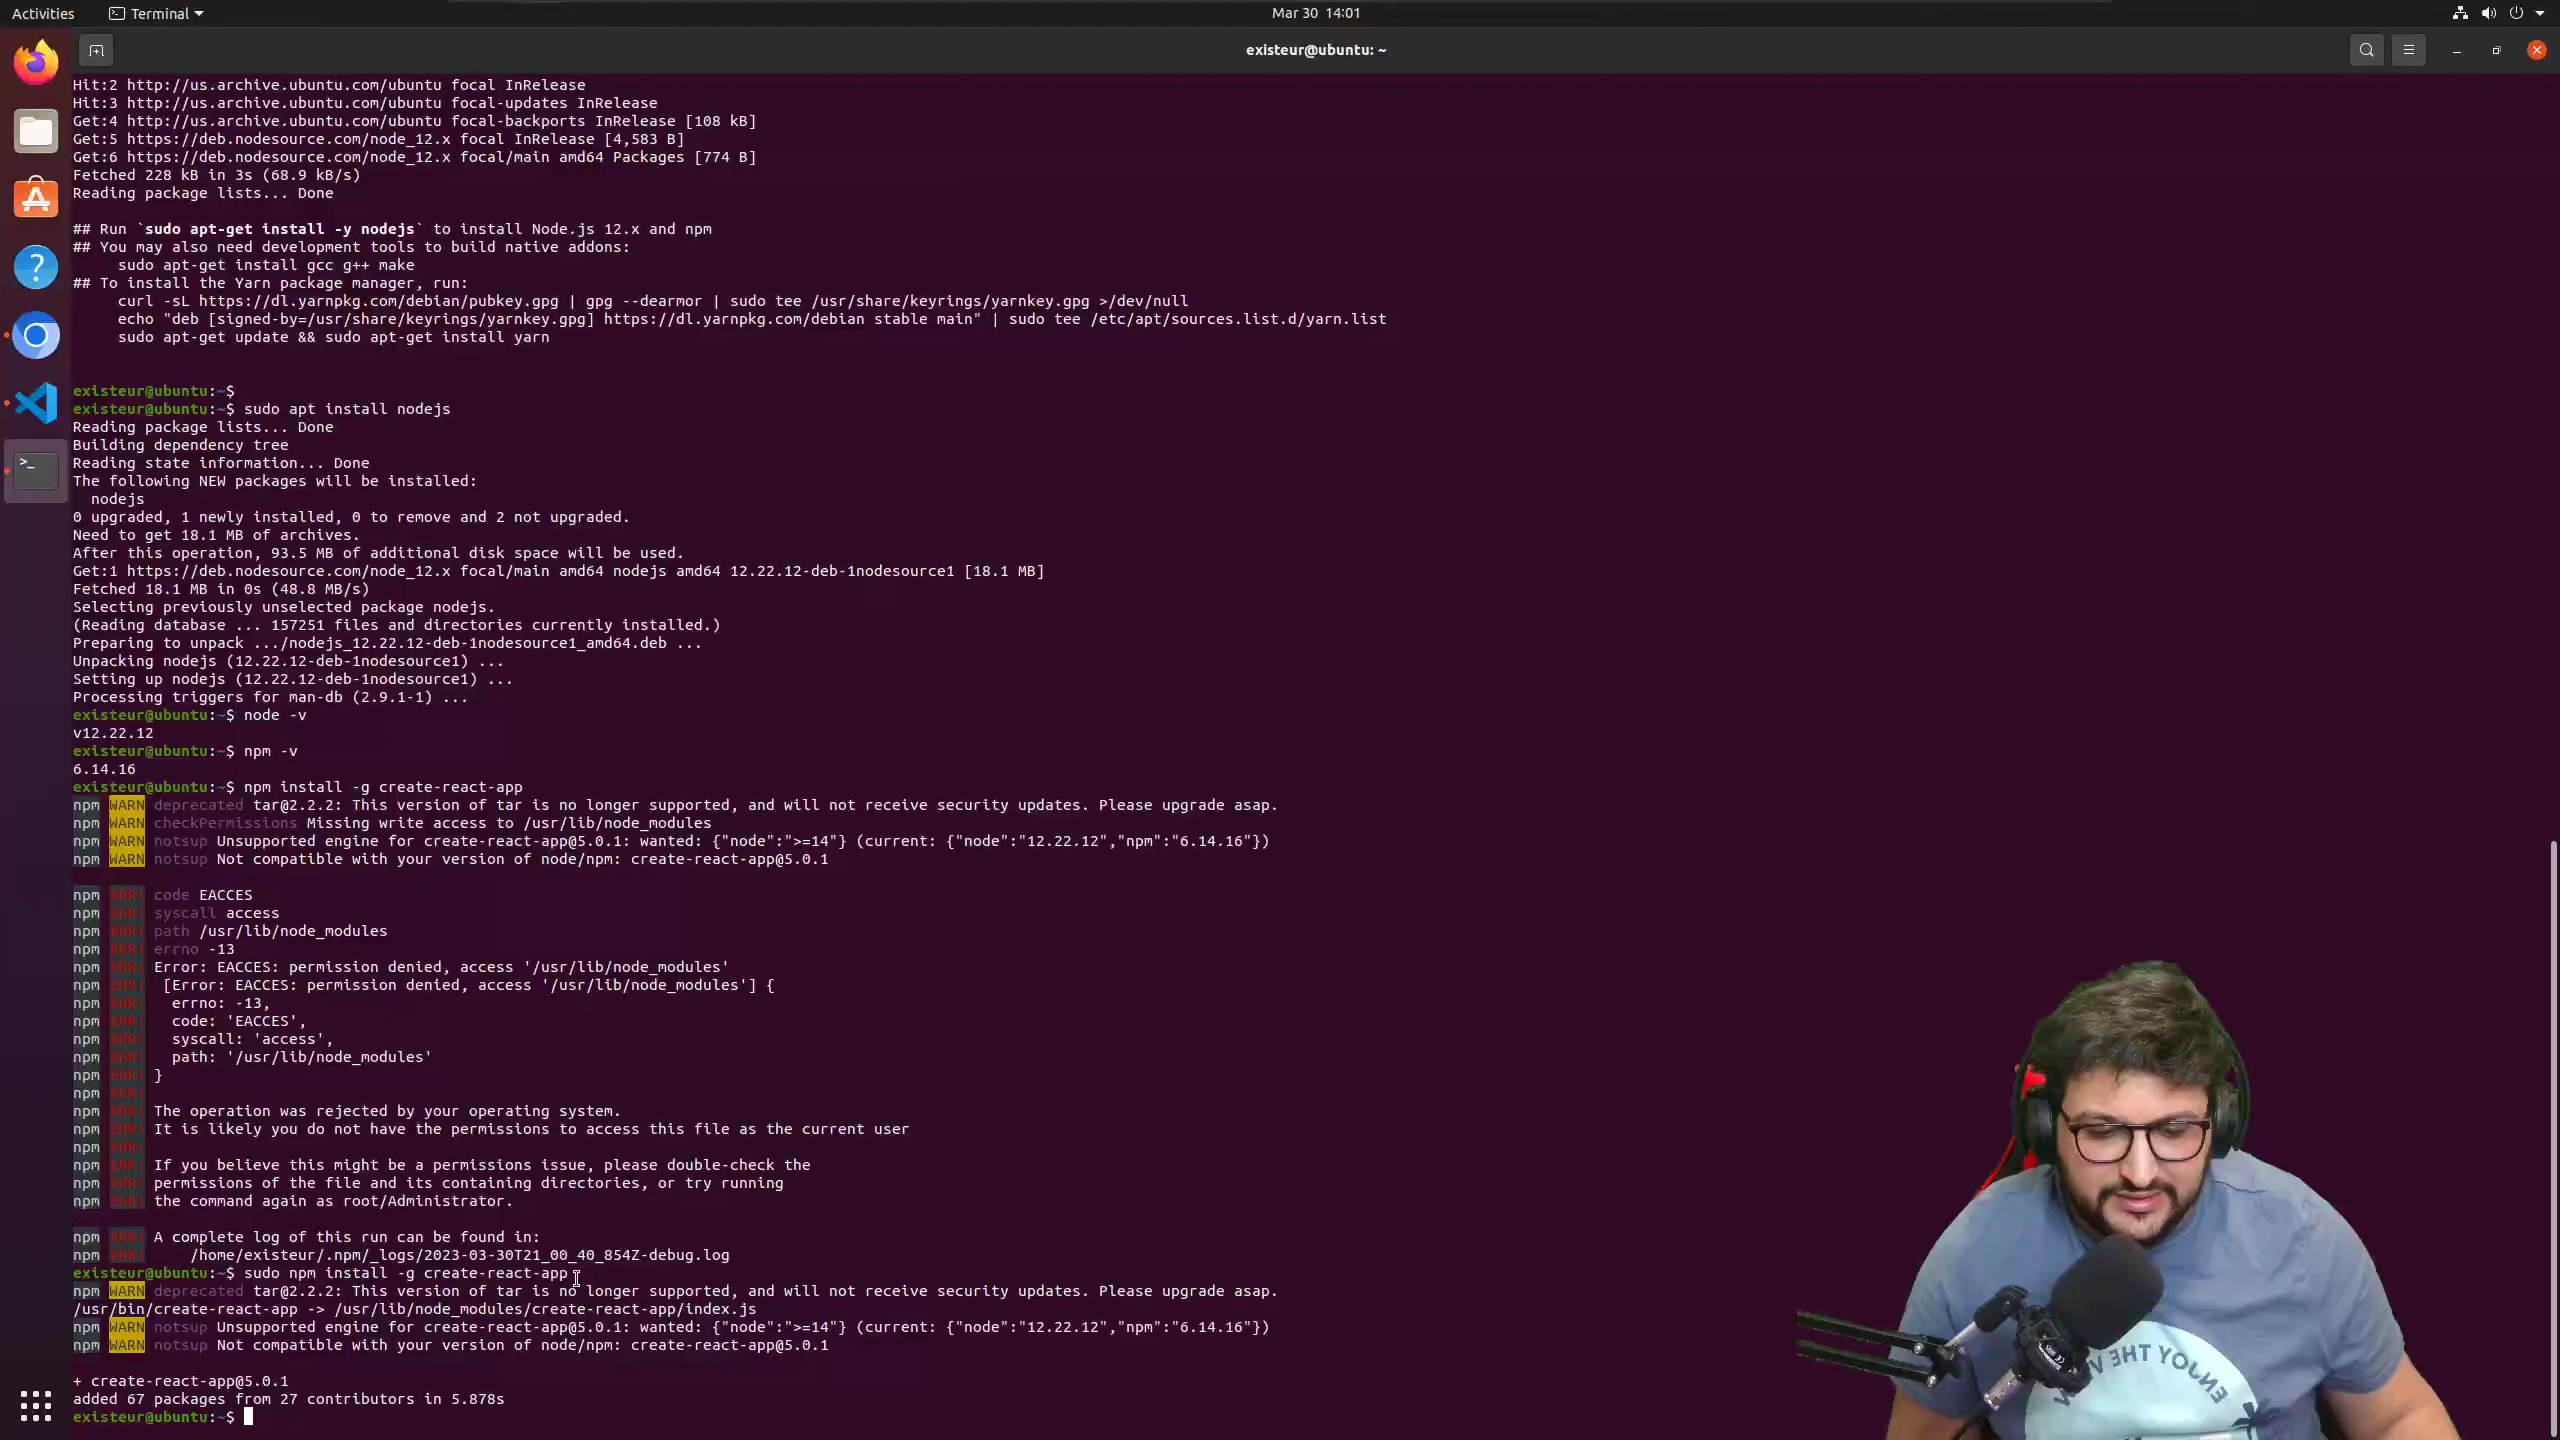 Activities
Terminal
Mar 30 14:01
existeur@ubuntu: ~
Hit:2 http://us.archive.ubuntu.com/ubuntu focal InRelease
Hit:3 http://us.archive.ubuntu.com/ubuntu focal-updates InRelease
Get:4 http://us.archive.ubuntu.com/ubuntu focal-backports InRelease [108 kB]
Get:5 https://deb.nodesource.com/node_12.x focal InRelease [4,583 B]
Get:6 https://deb.nodesource.com/node_12.x focal/main amd64 Packages [774 B]
Fetched 228 kB in 3s (68.9 kB/s)
Reading package lists... Done
## Run `sudo apt-get install -y nodejs` to install Node.js 12.x and npm
## You may also need development tools to build native addons:
sudo apt-get install gcc g++ make
## To install the Yarn package manager, run:
curl -sL https://dl.yarnpkg.com/debian/pubkey.gpg | gpg --dearmor | sudo tee /usr/share/keyrings/yarnkey.gpg >/dev/null
echo "deb [signed-by=/usr/share/keyrings/yarnkey.gpg] https://dl.yarnpkg.com/debian stable main" | sudo tee /etc/apt/sources.list.d/yarn.list
sudo apt-get update && sudo apt-get install yarn
existeur@ubuntu:~$
existeur@ubuntu:~$ sudo apt install nodejs
Reading package lists... Done
Building dependency tree
Reading state information... Done
The following NEW packages will be installed:
nodejs
0 upgraded, 1 newly installed, 0 to remove and 2 not upgraded.
Need to get 18.1 MB of archives.
After this operation, 93.5 MB of additional disk space will be used.
Get:1 https://deb.nodesource.com/node_12.x focal/main amd64 nodejs amd64 12.22.12-deb-1nodesource1 [18.1 MB]
Fetched 18.1 MB in 0s (48.8 MB/s)
Selecting previously unselected package nodejs.
(Reading database ... 157251 files and directories currently installed.)
Preparing to unpack .../nodejs_12.22.12-deb-1nodesource1_amd64.deb ...
Unpacking nodejs (12.22.12-deb-1nodesource1) ...
Setting up nodejs (12.22.12-deb-1nodesource1) ...
Processing triggers for man-db (2.9.1-1) ...
existeur@ubuntu:~$ node -v
v12.22.12
existeur@ubuntu:~$ npm -v
6.14.16
existeur@ubuntu:~$ npm install -g create-react-app
npm WARN deprecated tar@2.2.2: This version of tar is no longer supported, and will not receive security updates. Please upgrade asap.
npm WARN checkPermissions Missing write access to /usr/lib/node_modules
npm WARN notsup Unsupported engine for create-react-app@5.0.1: wanted: {"node":">=14"} (current: {"node":"12.22.12","npm":"6.14.16"})
npm WARN notsup Not compatible with your version of node/npm: create-react-app@5.0.1
npm ERR! code EACCES
npm ERR! syscall access
npm ERR! path /usr/lib/node_modules
npm ERR! errno -13
npm ERR! Error: EACCES: permission denied, access '/usr/lib/node_modules'
npm ERR! [Error: EACCES: permission denied, access '/usr/lib/node_modules'] {
npm ERR! errno: -13,
npm ERR! code: 'EACCES',
npm ERR! syscall: 'access',
npm ERR! path: '/usr/lib/node_modules'
npm ERR! }
npm ERR!
npm ERR! The operation was rejected by your operating system.
npm ERR! It is likely you do not have the permissions to access this file as the current user
npm ERR!
npm ERR! If you believe this might be a permissions issue, please double-check the
npm ERR! permissions of the file and its containing directories, or try running
npm ERR! the command again as root/Administrator.
npm ERR! A complete log of this run can be found in:
npm ERR! /home/existeur/.npm/_logs/2023-03-30T21_00_40_854Z-debug.log
existeur@ubuntu:~$ sudo npm install -g create-react-app
npm WARN deprecated tar@2.2.2: This version of tar is no longer supported, and will not receive security updates. Please upgrade asap.
/usr/bin/create-react-app -> /usr/lib/node_modules/create-react-app/index.js
npm WARN notsup Unsupported engine for create-react-app@5.0.1: wanted: {"node":">=14"} (current: {"node":"12.22.12","npm":"6.14.16"})
npm WARN notsup Not compatible with your version of node/npm: create-react-app@5.0.1
+ create-react-app@5.0.1
added 67 packages from 27 contributors in 5.878s
existeur@ubuntu:~$
ENJOY THE